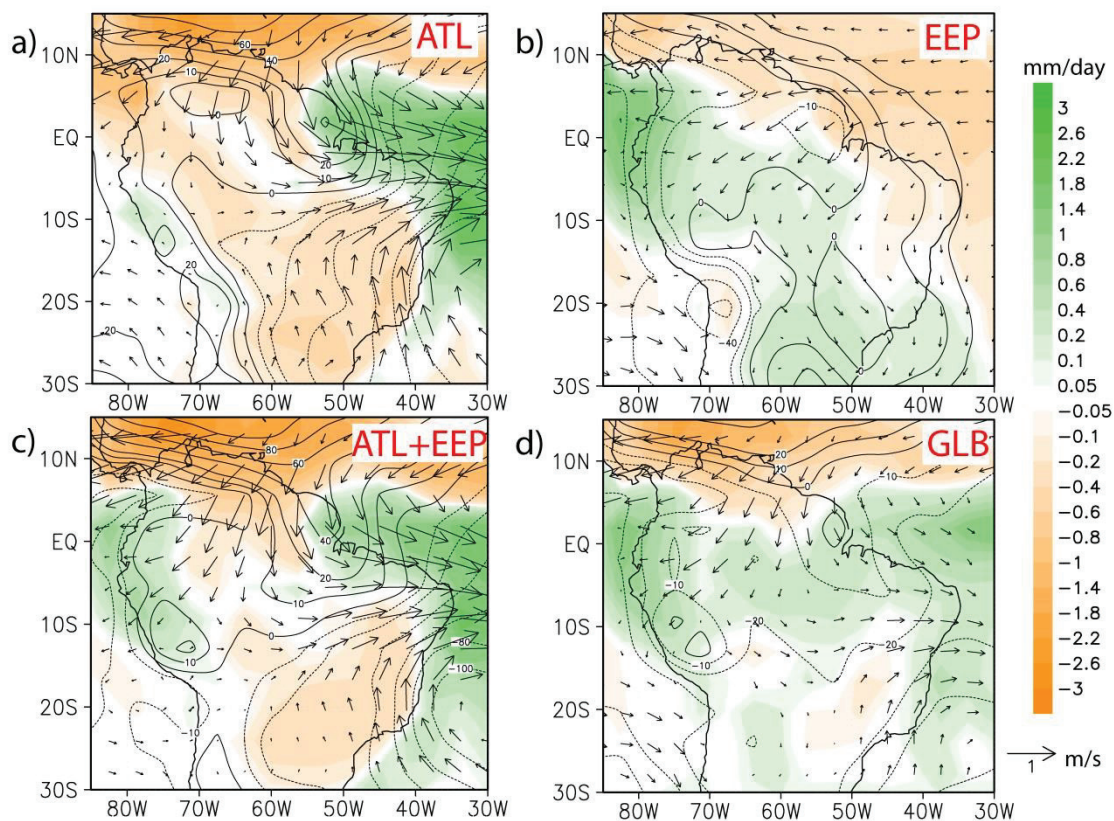 a) ATL
10N
EQ
10S
20S
30S
80W 70W 60W 50W 40W 30W
60
40
20
20
10
0
20
10
0
20
-20
b) EEP
10N
EQ
10S
20S
30S
80W 70W 60W 50W 40W 30W
-10
0
0
0
-40
0
0
mm/day
3
2.6
2.2
1.8
1.4
1
0.8
0.6
0.4
0.2
0.1
0.05
-0.05
-0.1
-0.2
-0.4
-0.6
-0.8
-1
-1.4
-1.8
-2.2
-2.6
-3
1 m/s
c) ATL+EEP
10N
EQ
10S
20S
30S
80W 70W 60W 50W 40W 30W
80
60
0
40
20
10
0
10
-80
-100
-10
d) GLB
10N
EQ
10S
20S
30S
80W 70W 60W 50W 40W 30W
20
10
0
-10
-10
-20
-10
-20